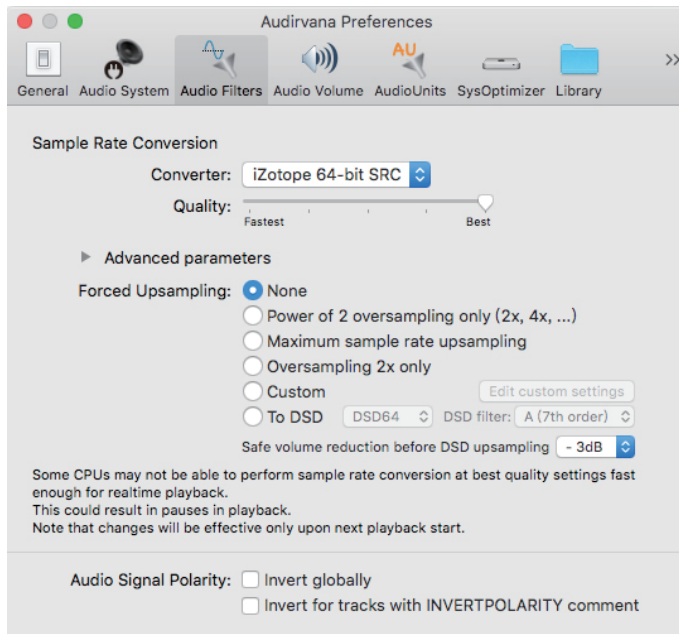 Audirvana Preferences
AU
General Audio System Audio Filters Audio Volume AudioUnits SysOptimizer Library
Sample Rate Conversion
Converter: iZotope 64-bit SRC
Quality:
Fastest Best
Advanced parameters
Forced Upsampling: None
Power of 2 oversampling only (2x, 4x, ...)
Maximum sample rate upsampling
Oversampling 2x only
Custom Edit custom settings
To DSD DSD64 DSD filter: A (7th order)
Safe volume reduction before DSD upsampling - 3dB
Some CPUs may not be able to perform sample rate conversion at best quality settings fast
enough for realtime playback.
This could result in pauses in playback.
Note that changes will be effective only upon next playback start.
Audio Signal Polarity: Invert globally
Invert for tracks with INVERTPOLARITY comment